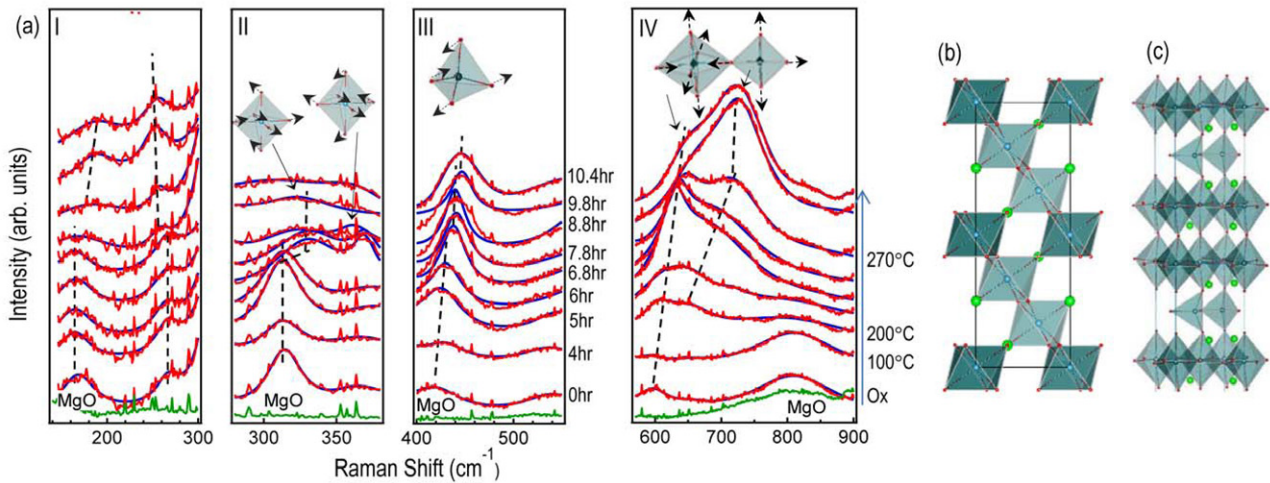 (a)
I
II
III
IV
(b)
(c)
Intensity (arb. units)
10.4hr
9.8hr
8.8hr
7.8hr
6.8hr
6hr
5hr
4hr
0hr
270°C
200°C
100°C
Ox
MgO
MgO
MgO
MgO
200
300
300
350
400
500
600
700
800
900
Raman Shift (cm⁻¹)